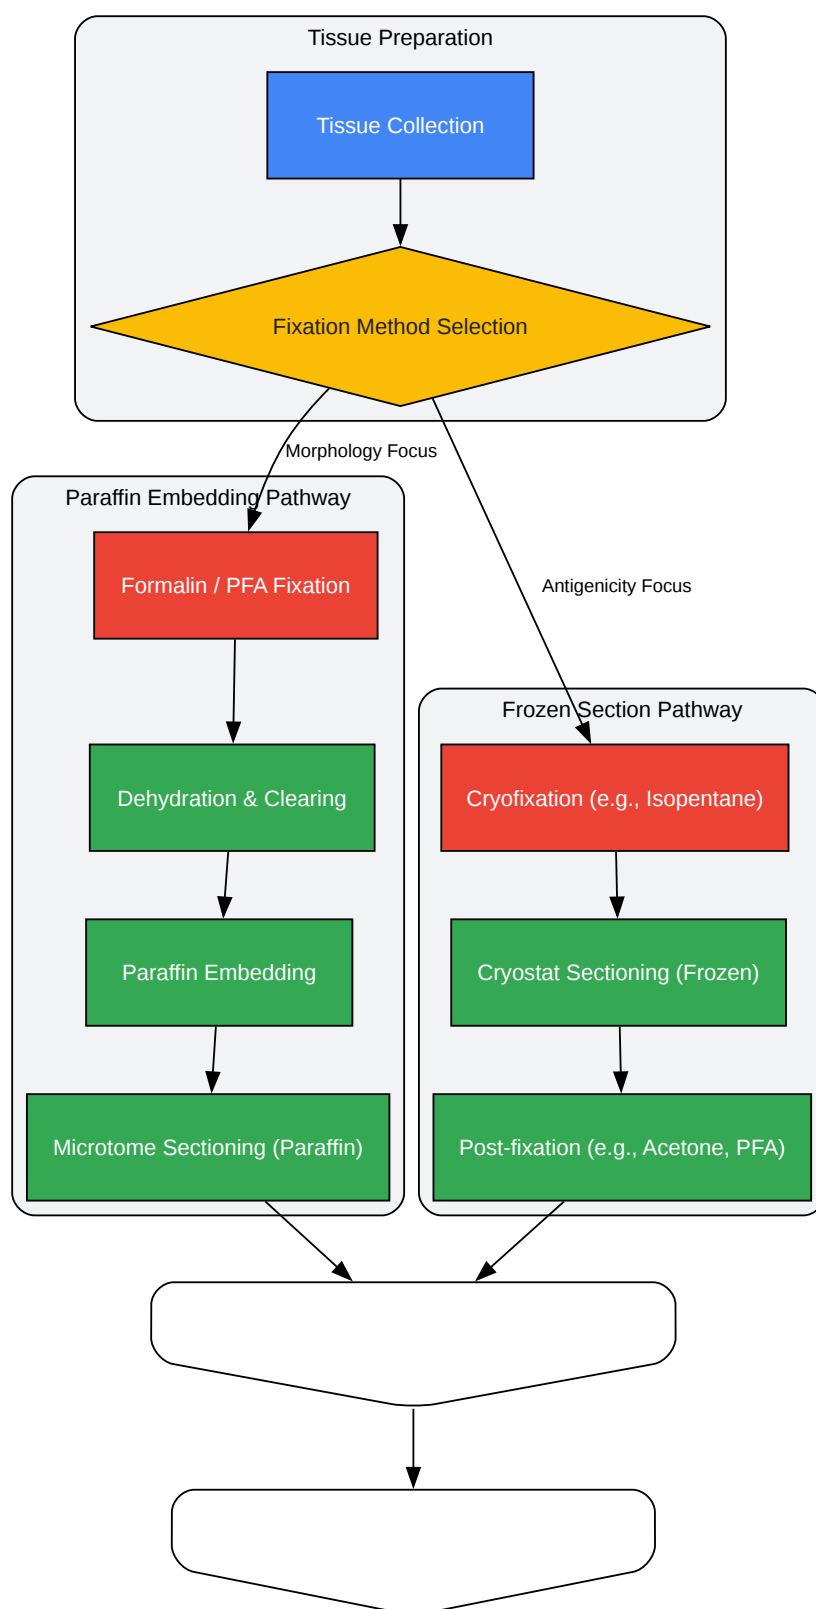 Tissue Preparation
Tissue Collection
Fixation Method Selection
Morphology Focus
Antigenicity Focus
Paraffin Embedding Pathway
Formalin / PFA Fixation
Dehydration & Clearing
Paraffin Embedding
Microtome Sectioning (Paraffin)
Frozen Section Pathway
Cryofixation (e.g., Isopentane)
Cryostat Sectioning (Frozen)
Post-fixation (e.g., Acetone, PFA)